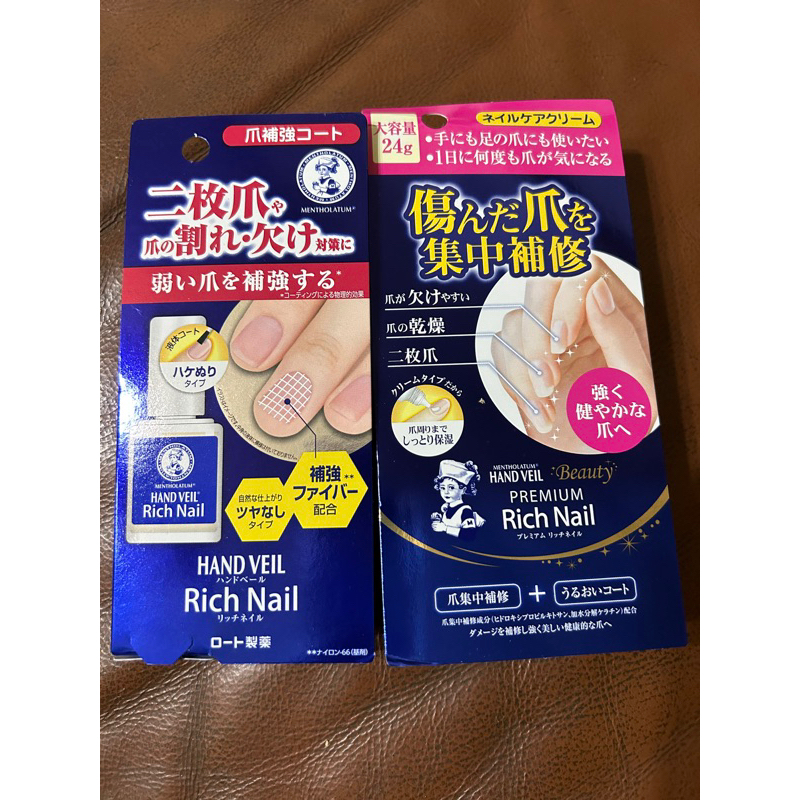 爪補強コート
MENTHOLATUM
MENTHOLATUM®
二枚爪や
爪の割れ・欠け対策に
弱い爪を補強する*
*コーティングによる物理的効果
液体コート
ハケぬり
タイプ
MENTHOLATUM®
HAND VEIL®
Rich Nail
自然な仕上がり
ツヤなし
タイプ
補強**
ファイバー
配合
HAND VEIL
ハンドベール
Rich Nail
リッチネイル
ロート製薬
**ナイロン-66(基剤)
大容量
24g
ネイルケアクリーム
・手にも足の爪にも使いたい
・1日に何度も爪が気になる
傷んだ爪を
集中補修
爪が欠けやすい
爪の乾燥
二枚爪
クリームタイプだから
爪周りまで
しっとり保湿
強く
健やかな
爪へ
MENTHOLATUM®
HAND VEIL Beauty
PREMIUM
Rich Nail
プレミアム リッチネイル
爪集中補修 + うるおいコート
爪集中補修成分(ヒドロキシプロピルキトサン、加水分解ケラチン)配合
ダメージを補修し強く美しい健康的な爪へ